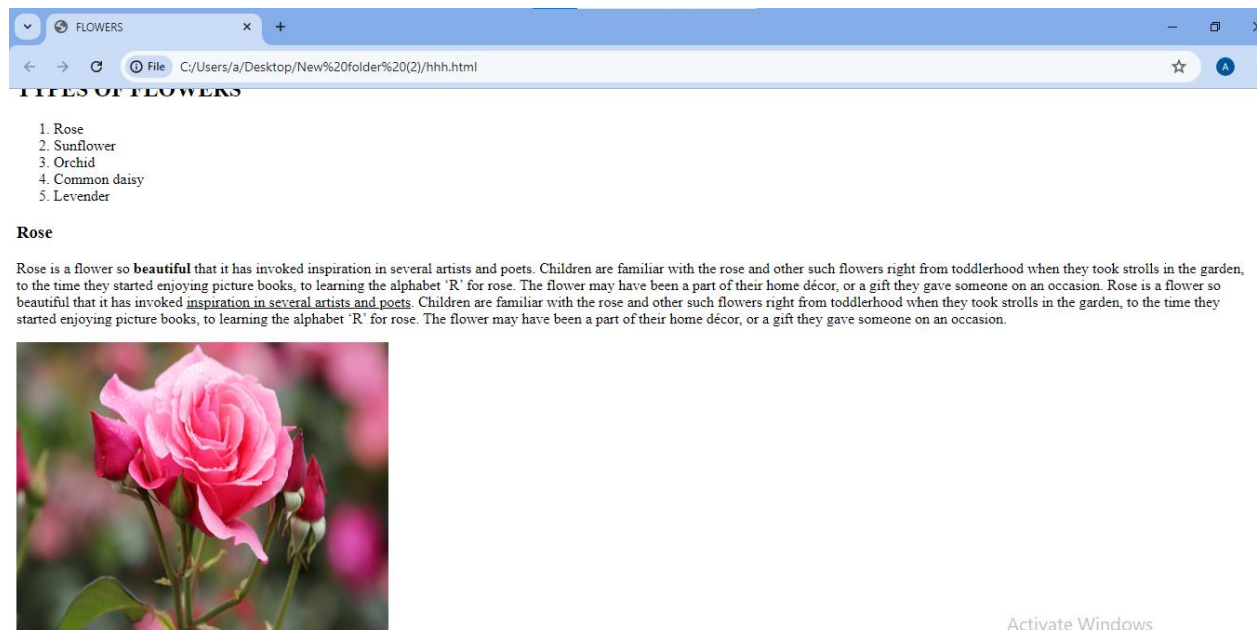 FLOWERS
File C:/Users/a/Desktop/New%20folder%20(2)/hhh.html
A
TYPES OF FLOWERS
1. Rose
2. Sunflower
3. Orchid
4. Common daisy
5. Levender
Rose
Rose is a flower so beautiful that it has invoked inspiration in several artists and poets. Children are familiar with the rose and other such flowers right from toddlerhood when they took strolls in the garden,
to the time they started enjoying picture books, to learning the alphabet ‘R’ for rose. The flower may have been a part of their home décor, or a gift they gave someone on an occasion. Rose is a flower so
beautiful that it has invoked inspiration in several artists and poets. Children are familiar with the rose and other such flowers right from toddlerhood when they took strolls in the garden, to the time they
started enjoying picture books, to learning the alphabet ‘R’ for rose. The flower may have been a part of their home décor, or a gift they gave someone on an occasion.
Activate Windows